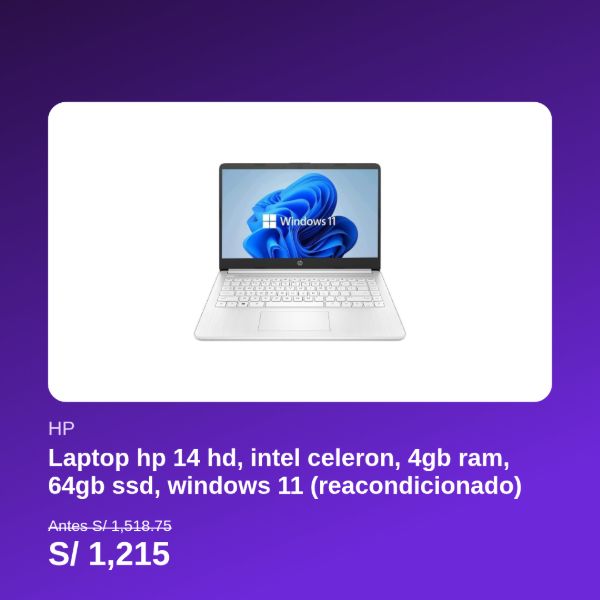 Windows 11
HP
Laptop hp 14 hd, intel celeron, 4gb ram,
64gb ssd, windows 11 (reacondicionado)
Antes S/ 1,518.75
S/ 1,215